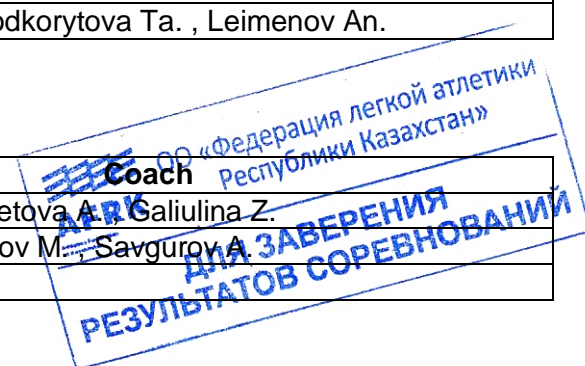 odkorytova Ta. , Leimenov An.
ОО «Федерация легкой атлетики
Республики Казахстан»
Coach
AFRK
etova A. , Galiulina Z.
ov M. , Savgurov A.
ДЛЯ ЗАВЕРЕНИЯ
РЕЗУЛЬТАТОВ СОРЕВНОВАНИЙ